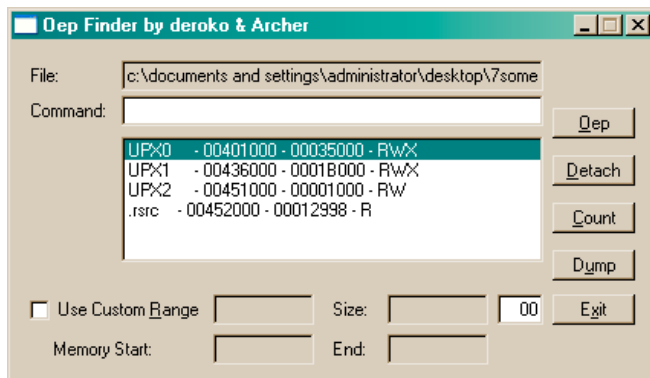 Oep Finder by deroko & Archer
File: c:\documents and settings\administrator\desktop\7some
Command:
Oep
UPX0 - 00401000 - 00035000 - RWX
UPX1 - 00436000 - 0001B000 - RWX
UPX2 - 00451000 - 00001000 - RW
.rsrc - 00452000 - 00012998 - R
Detach
Count
Dump
Use Custom Range Size: 00 Exit
Memory Start: End: